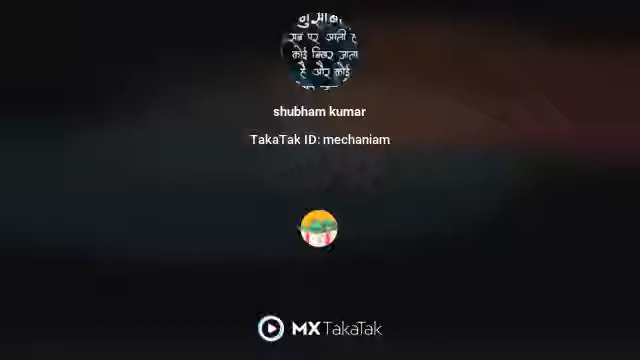 सब पर आती है
कोई बिखर जाता
है और कोई
shubham kumar
TakaTak ID: mechaniam
MX TakaTak